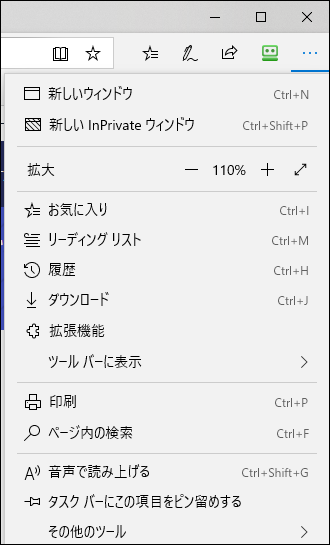 新しいウィンドウ Ctrl+N
新しい InPrivate ウィンドウ Ctrl+Shift+P
拡大 110%
お気に入り Ctrl+I
リーディング リスト Ctrl+M
履歴 Ctrl+H
ダウンロード Ctrl+J
拡張機能
ツール バーに表示
印刷 Ctrl+P
ページ内の検索 Ctrl+F
音声で読み上げる Ctrl+Shift+G
タスク バーにこの項目をピン留めする
その他のツール